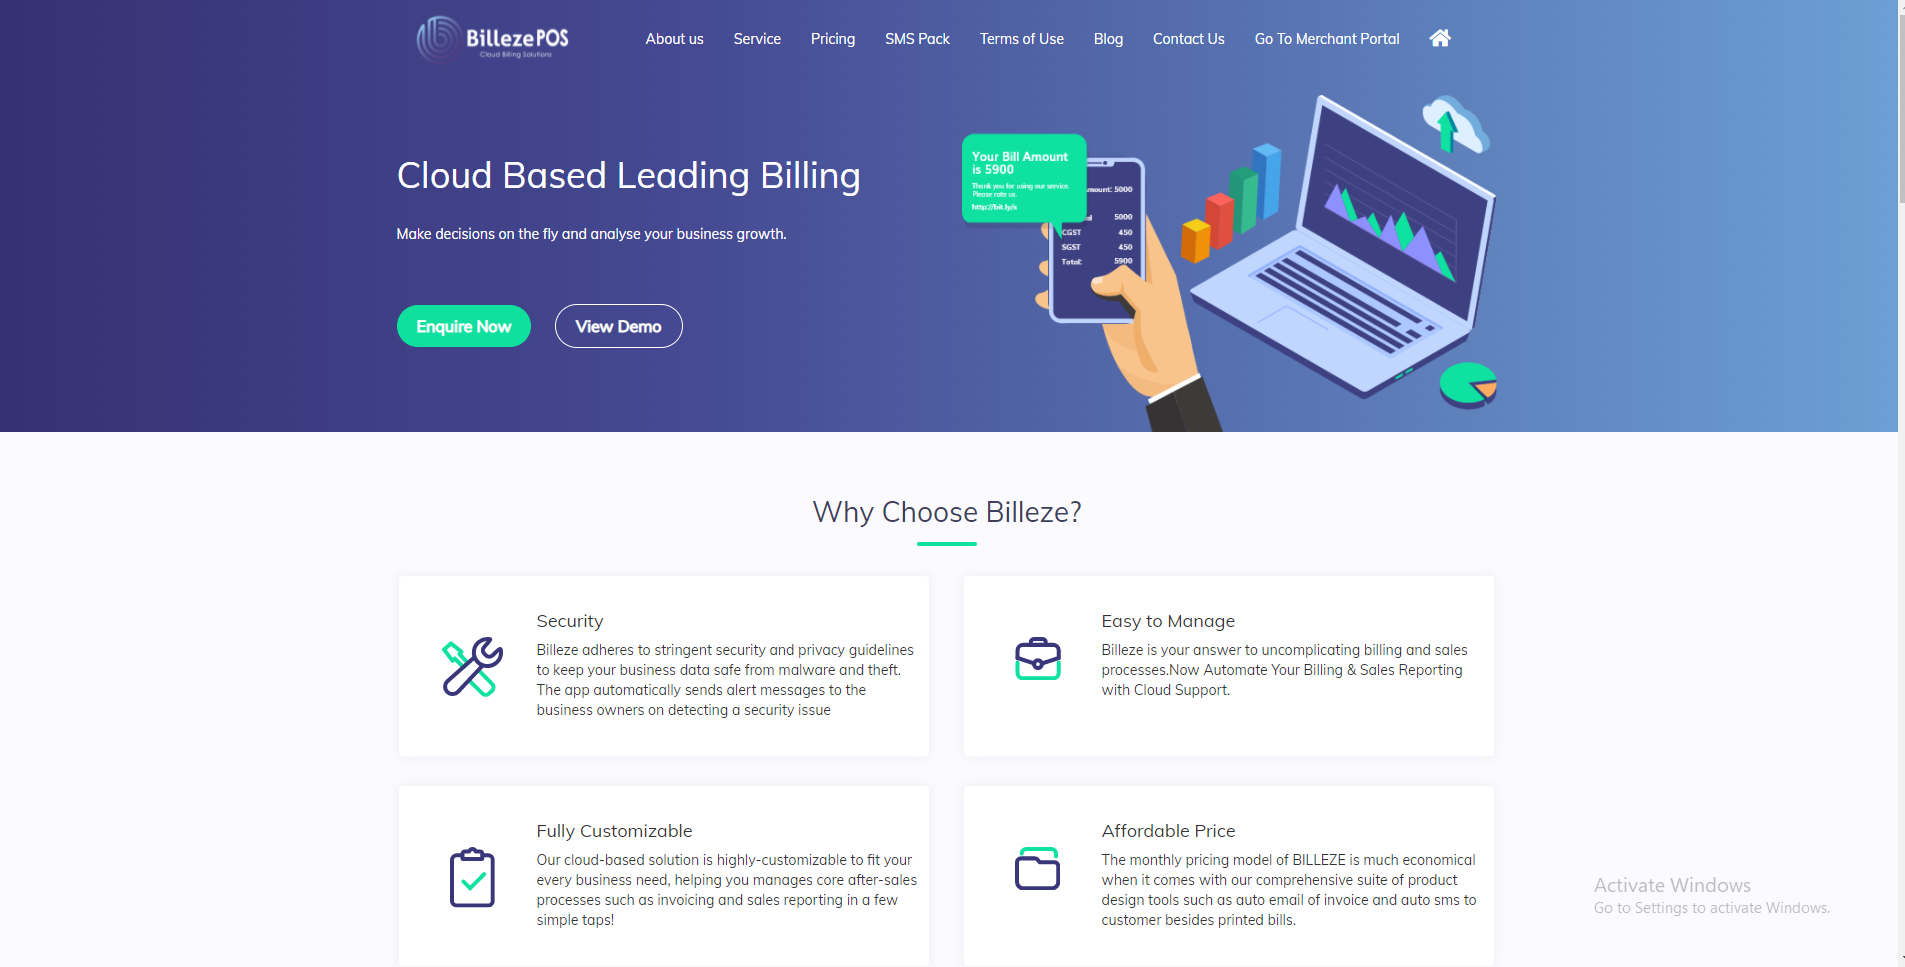 BillezePOS
Cloud Billing Solutions
About us
Service
Pricing
SMS Pack
Terms of Use
Blog
Contact Us
Go To Merchant Portal
Cloud Based Leading Billing
Make decisions on the fly and analyse your business growth.
Enquire Now
View Demo
Your Bill Amount
is 5900
Thank you for using our service.
Please rate us.
http://bit.ly/x
mount: 5000
al 5000
CGST 450
SGST 450
Total: 5900
Why Choose Billeze?
Security
Billeze adheres to stringent security and privacy guidelines
to keep your business data safe from malware and theft.
The app automatically sends alert messages to the
business owners on detecting a security issue
Easy to Manage
Billeze is your answer to uncomplicating billing and sales
processes.Now Automate Your Billing & Sales Reporting
with Cloud Support.
Fully Customizable
Our cloud-based solution is highly-customizable to fit your
every business need, helping you manages core after-sales
processes such as invoicing and sales reporting in a few
simple taps!
Affordable Price
The monthly pricing model of BILLEZE is much economical
when it comes with our comprehensive suite of product
design tools such as auto email of invoice and auto sms to
customer besides printed bills.
Activate Windows
Go to Settings to activate Windows.